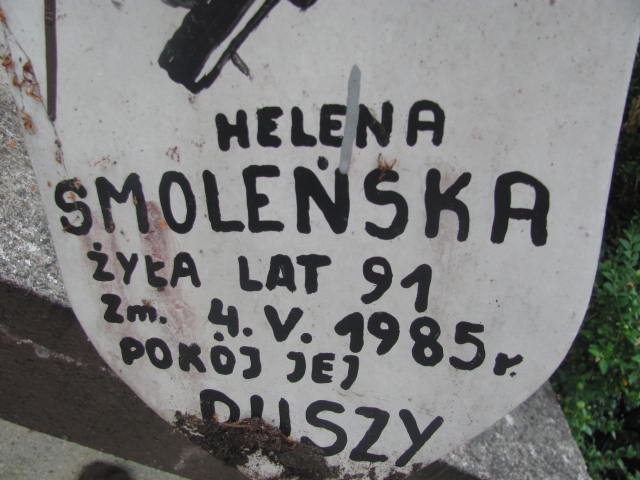 HELENA
SMOLEŃSKA
ŻYŁA LAT 91
Zm. 4. V. 1985 r.
POKÓJ JEJ
DUSZY